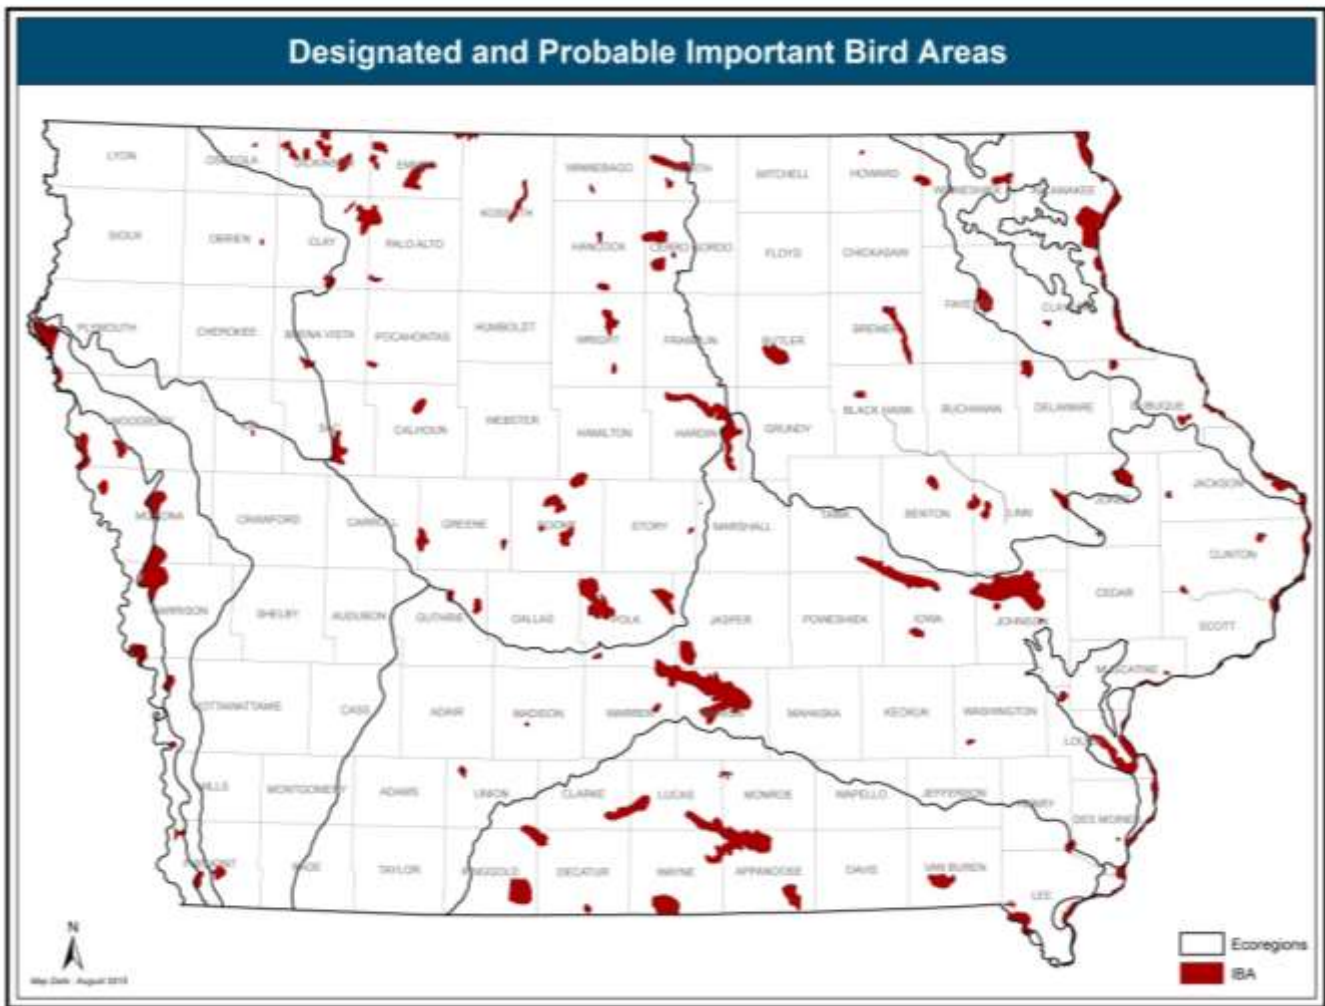 Designated and Probable Important Bird Areas
LYON
OSCEOLA
DICKINSON
EMMET
WINNEBAGO
MITCHELL
HOWARD
WINNESHIEK
ALLAMAKEE
SIOUX
OBRIEN
CLAY
PALO ALTO
KOSSUTH
HANCOCK
CERRO GORDO
FLOYD
CHICKASAW
PLYMOUTH
CHEROKEE
BUENA VISTA
POCAHONTAS
HUMBOLDT
WRIGHT
FRANKLIN
BUTLER
BREMER
WOODBURY
CALHOUN
WEBSTER
HAMILTON
HARDIN
GRUNDY
BLACK HAWK
BUCHANAN
DELAWARE
DUBUQUE
CRAWFORD
CARROLL
GREENE
BOONE
STORY
MARSHALL
TAMA
BENTON
LINN
JONES
JACKSON
CLINTON
HARRISON
SHELBY
AUDUBON
GUTHRIE
DALLAS
POLK
JASPER
POWESHIEK
IOWA
JOHNSON
CEDAR
SCOTT
MUSCATINE
POTTAWATTAMIE
CASS
ADAIR
MADISON
WARREN
MAHASKA
KEOKUK
WASHINGTON
MILLS
MONTGOMERY
ADAMS
UNION
CLARKE
LUCAS
MONROE
WAPELLO
JEFFERSON
HENRY
DES MOINES
TAYLOR
RINGGOLD
DECATUR
WAYNE
APPANOOSE
DAVIS
VAN BUREN
LEE
N
Ecoregions
IBA